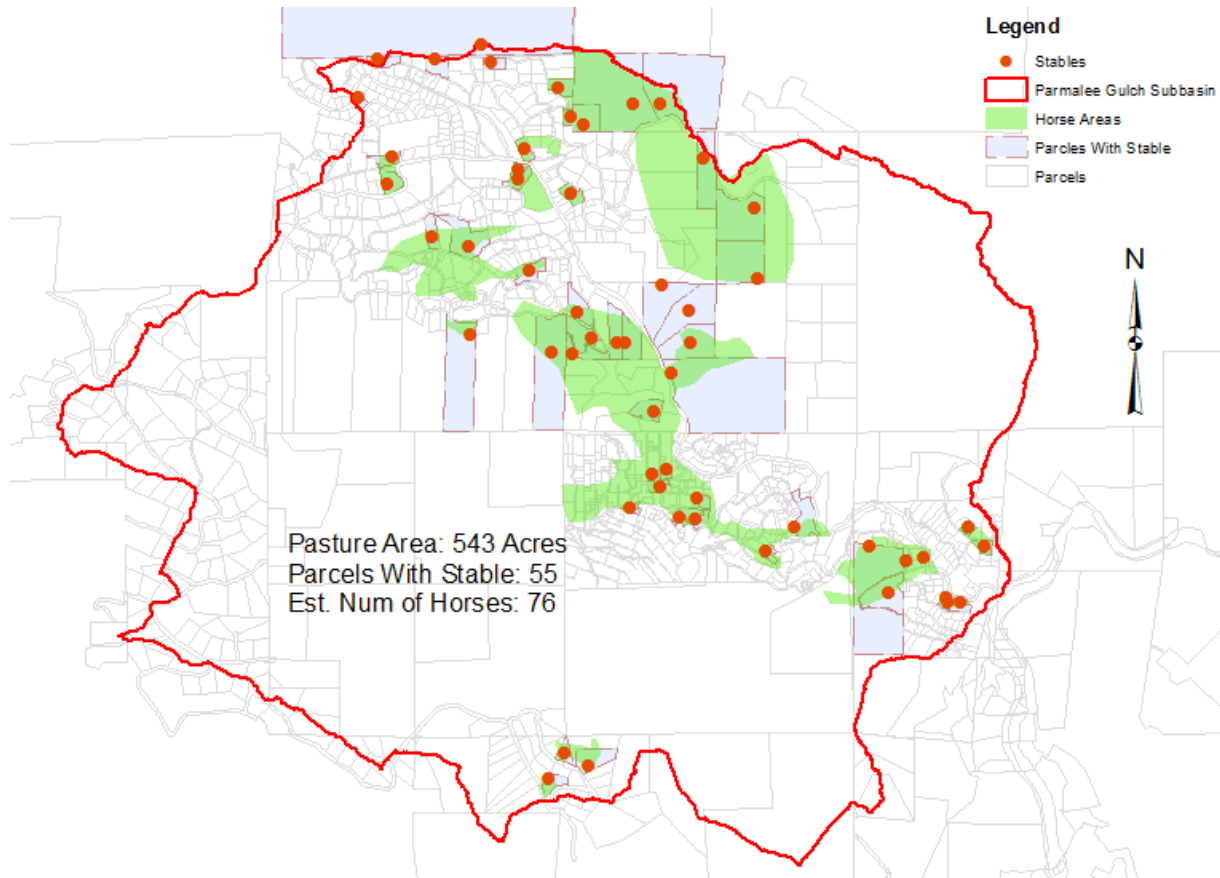 Legend
Stables
Parmalee Gulch Subbasin
Horse Areas
Parcles With Stable
Parcels
N
Pasture Area: 543 Acres
Parcels With Stable: 55
Est. Num of Horses: 76